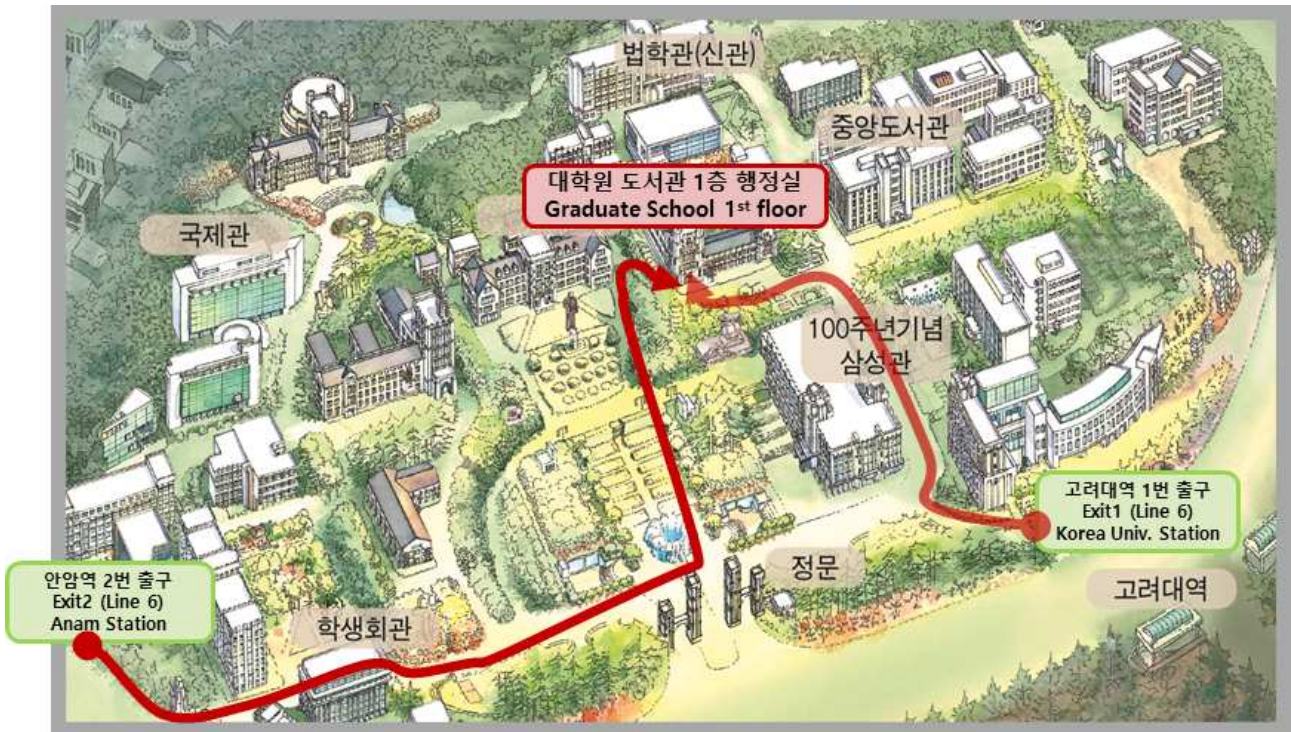 법학관(신관)
중앙도서관
대학원 도서관 1층 행정실
Graduate School 1st floor
국제관
100주년기념
삼성관
고려대역 1번 출구
Exit1 (Line 6)
Korea Univ. Station
정문
고려대역
안암역 2번 출구
Exit2 (Line 6)
Anam Station
학생회관